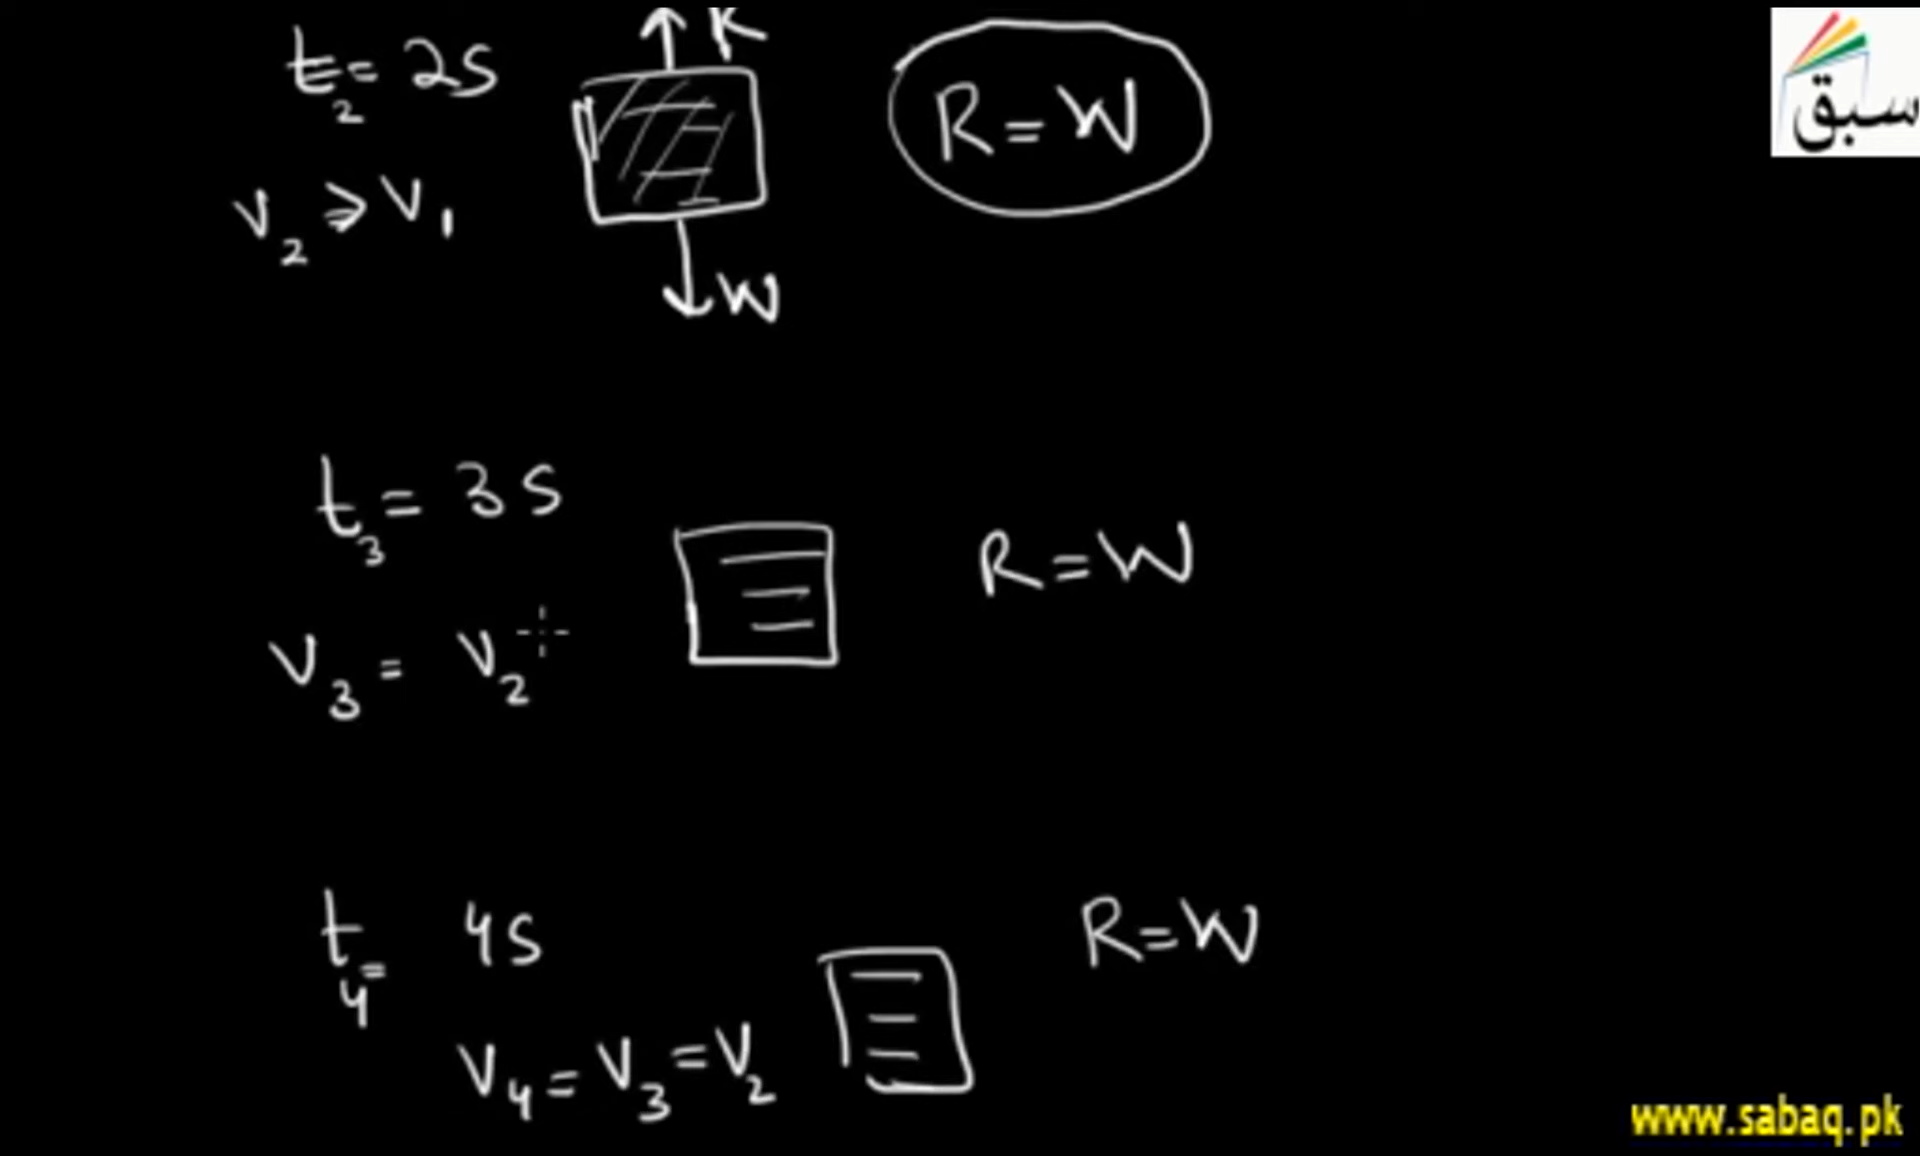 t₂ = 2s
R
R = W
سبق
v₂ > v₁
W
t₃ = 3s
R = W
v₃ = v₂
t₄ = 4s
R = W
v₄ = v₃ = v₂
www.sabaq.pk